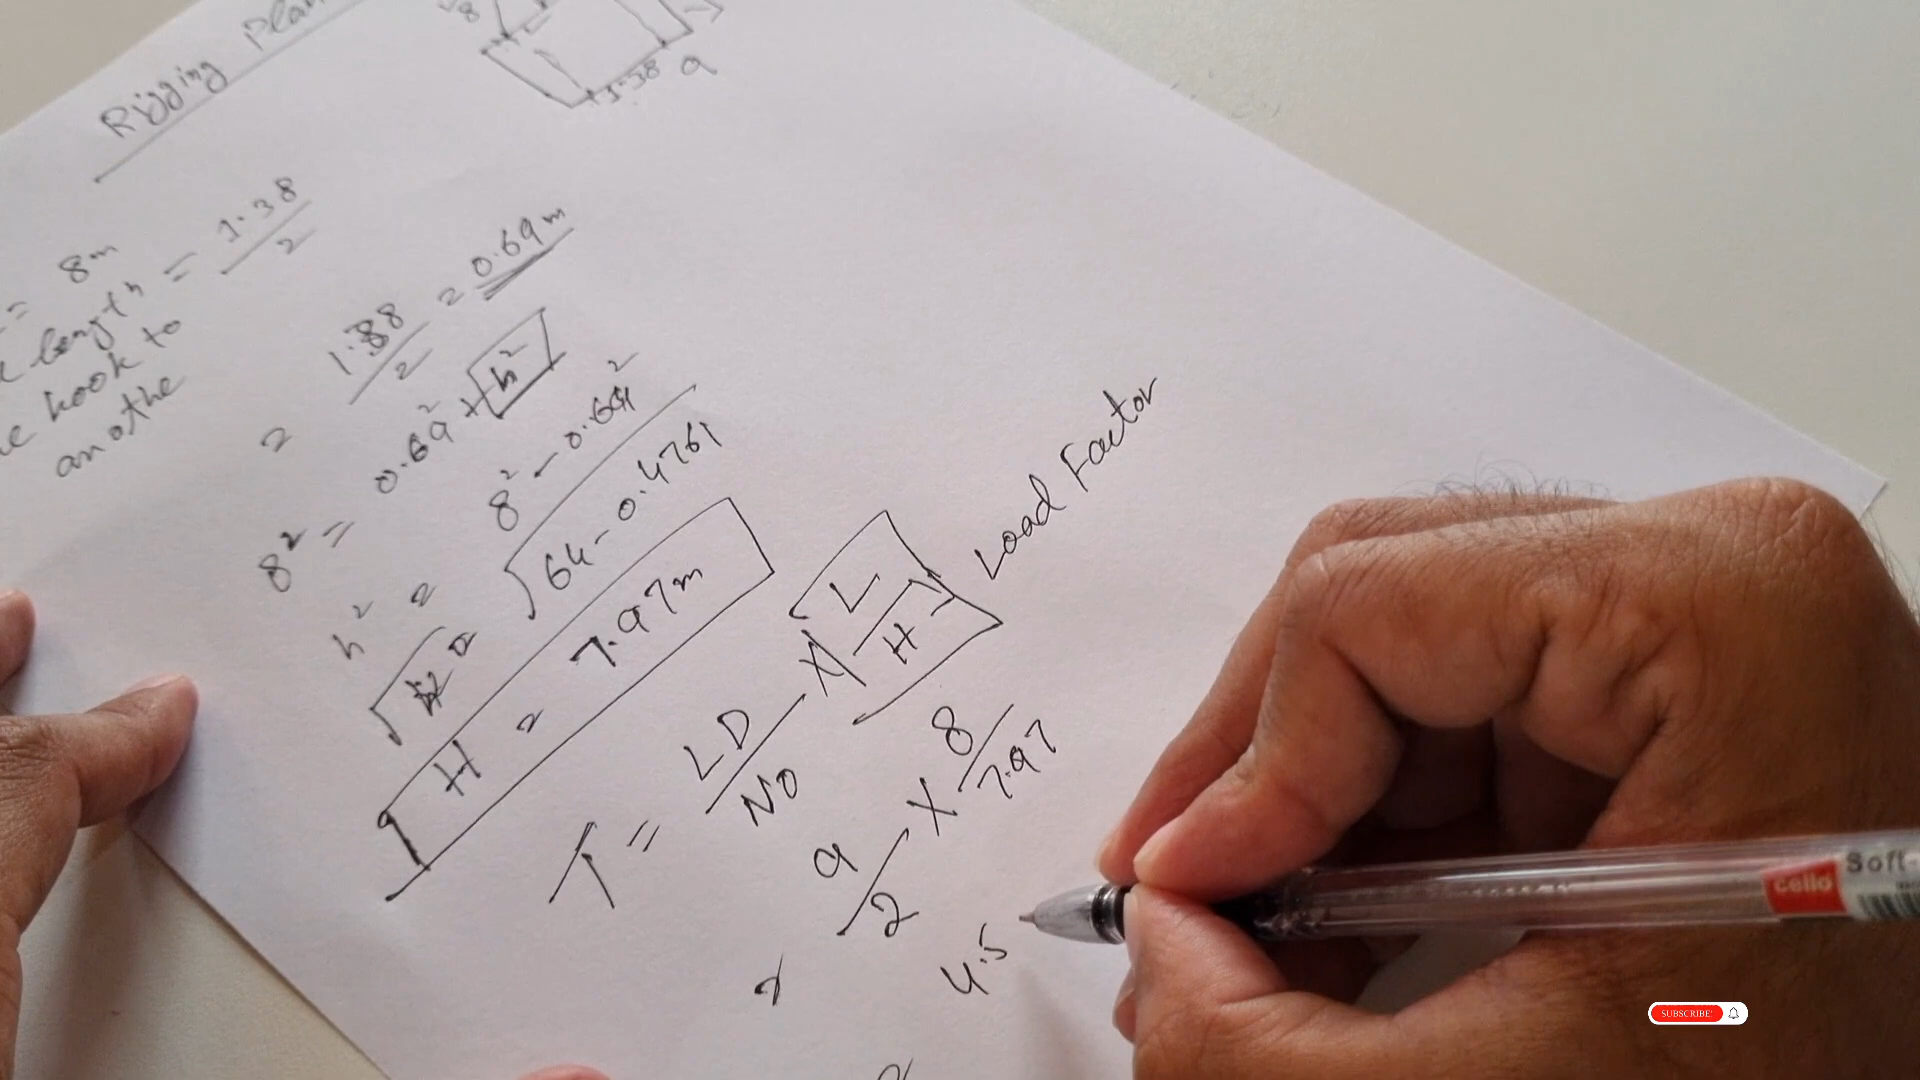 Rigging Plan
8
1.38 9
= 8m
length = 1.38/2
hook to
anothe
= 1.38/2 = 0.69m
8² = 0.69² + h²
h² = 8² - 0.69²
√h² = √64 - 0.4761
H = 7.97m
T = LD/No X L/H
Load Factor
= 9/2 X 8/7.97
4.5
cello Soft
SUBSCRIBE!